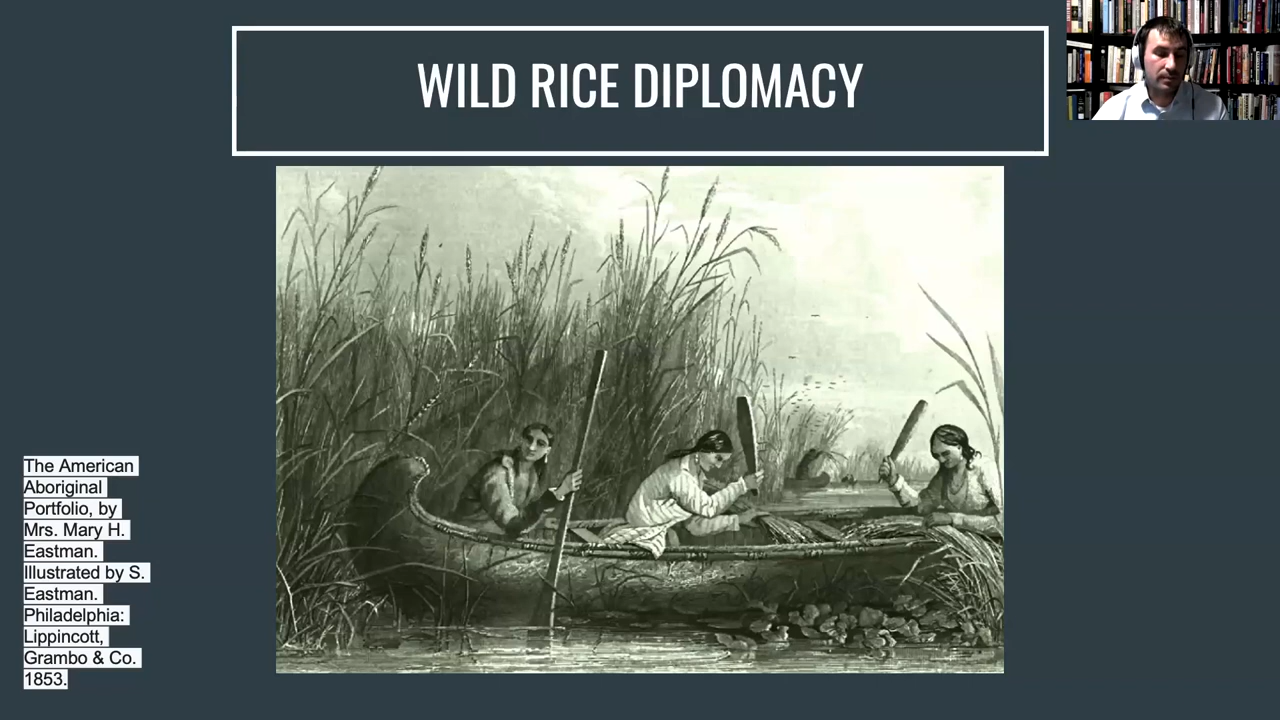 WILD RICE DIPLOMACY
The American
Aboriginal
Portfolio, by
Mrs. Mary H.
Eastman.
Illustrated by S.
Eastman.
Philadelphia:
Lippincott,
Grambo & Co.
1853.